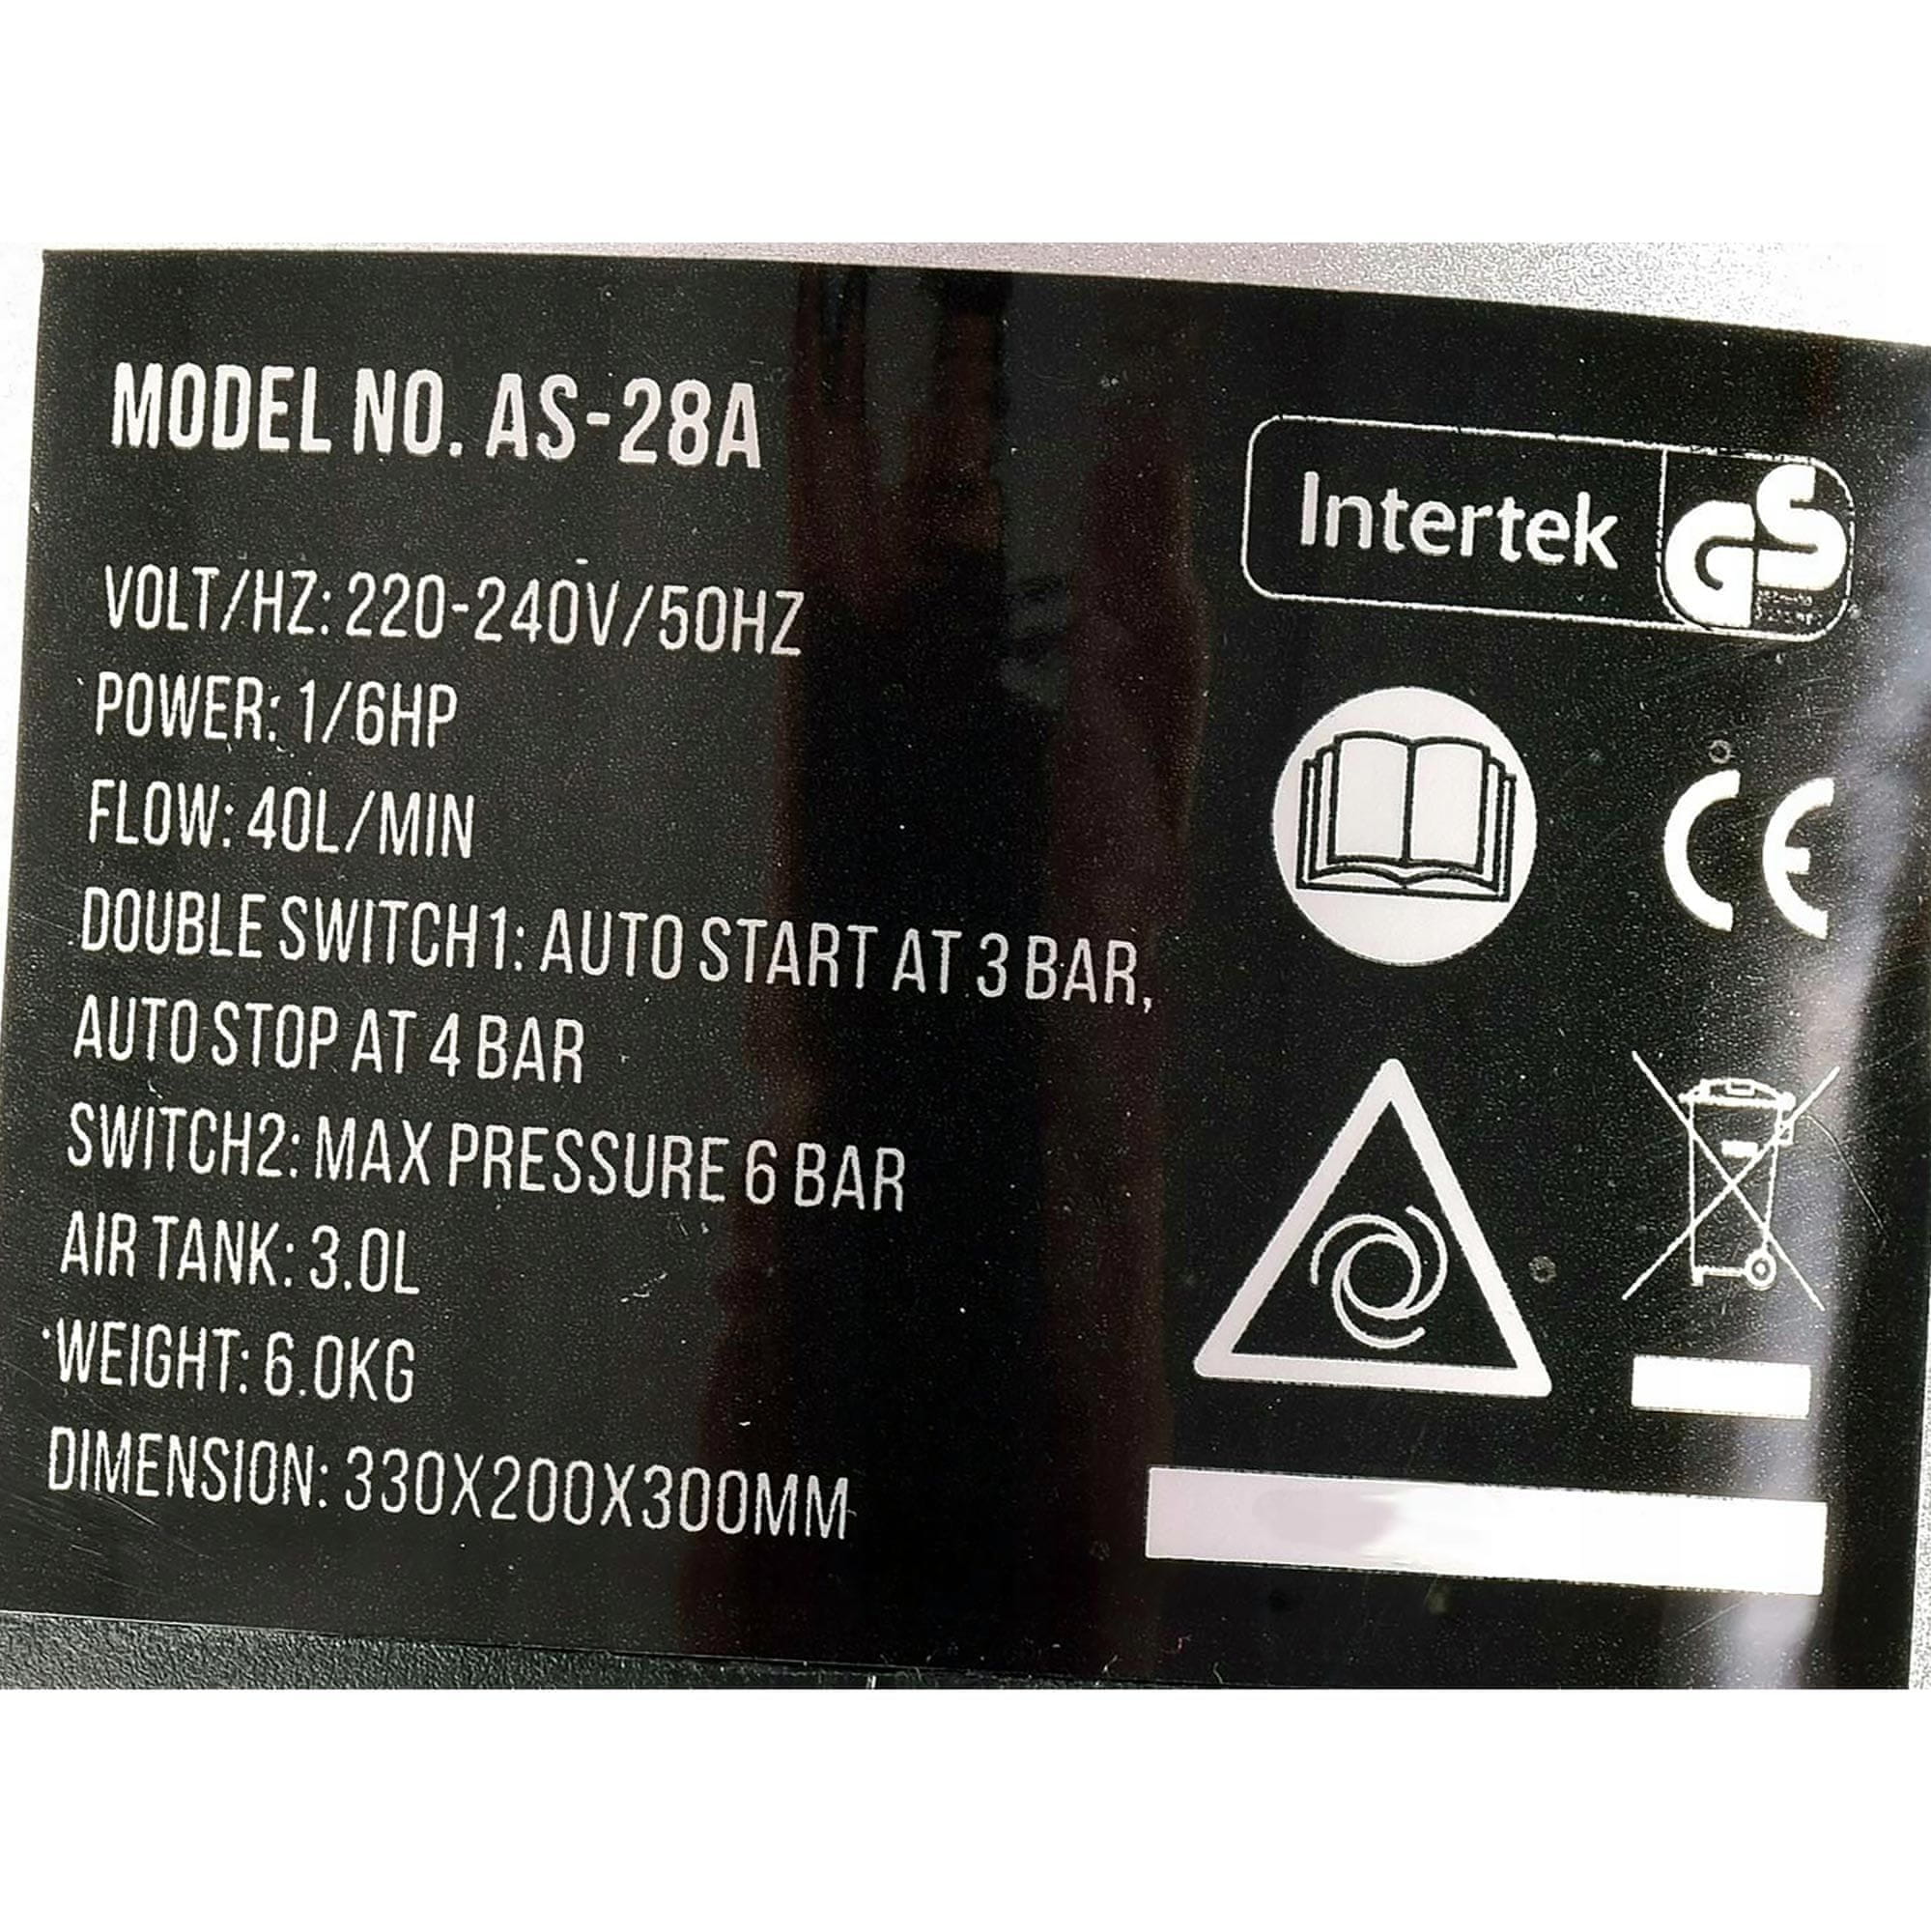 MODEL NO. AS-28A
VOLT/HZ: 220-240V/50HZ
POWER: 1/6HP
FLOW: 40L/MIN
DOUBLE SWITCH1: AUTO START AT 3 BAR,
AUTO STOP AT 4 BAR
SWITCH2: MAX PRESSURE 6 BAR
AIR TANK: 3.0L
WEIGHT: 6.0KG
DIMENSION: 330X200X300MM
Intertek
GS
CE